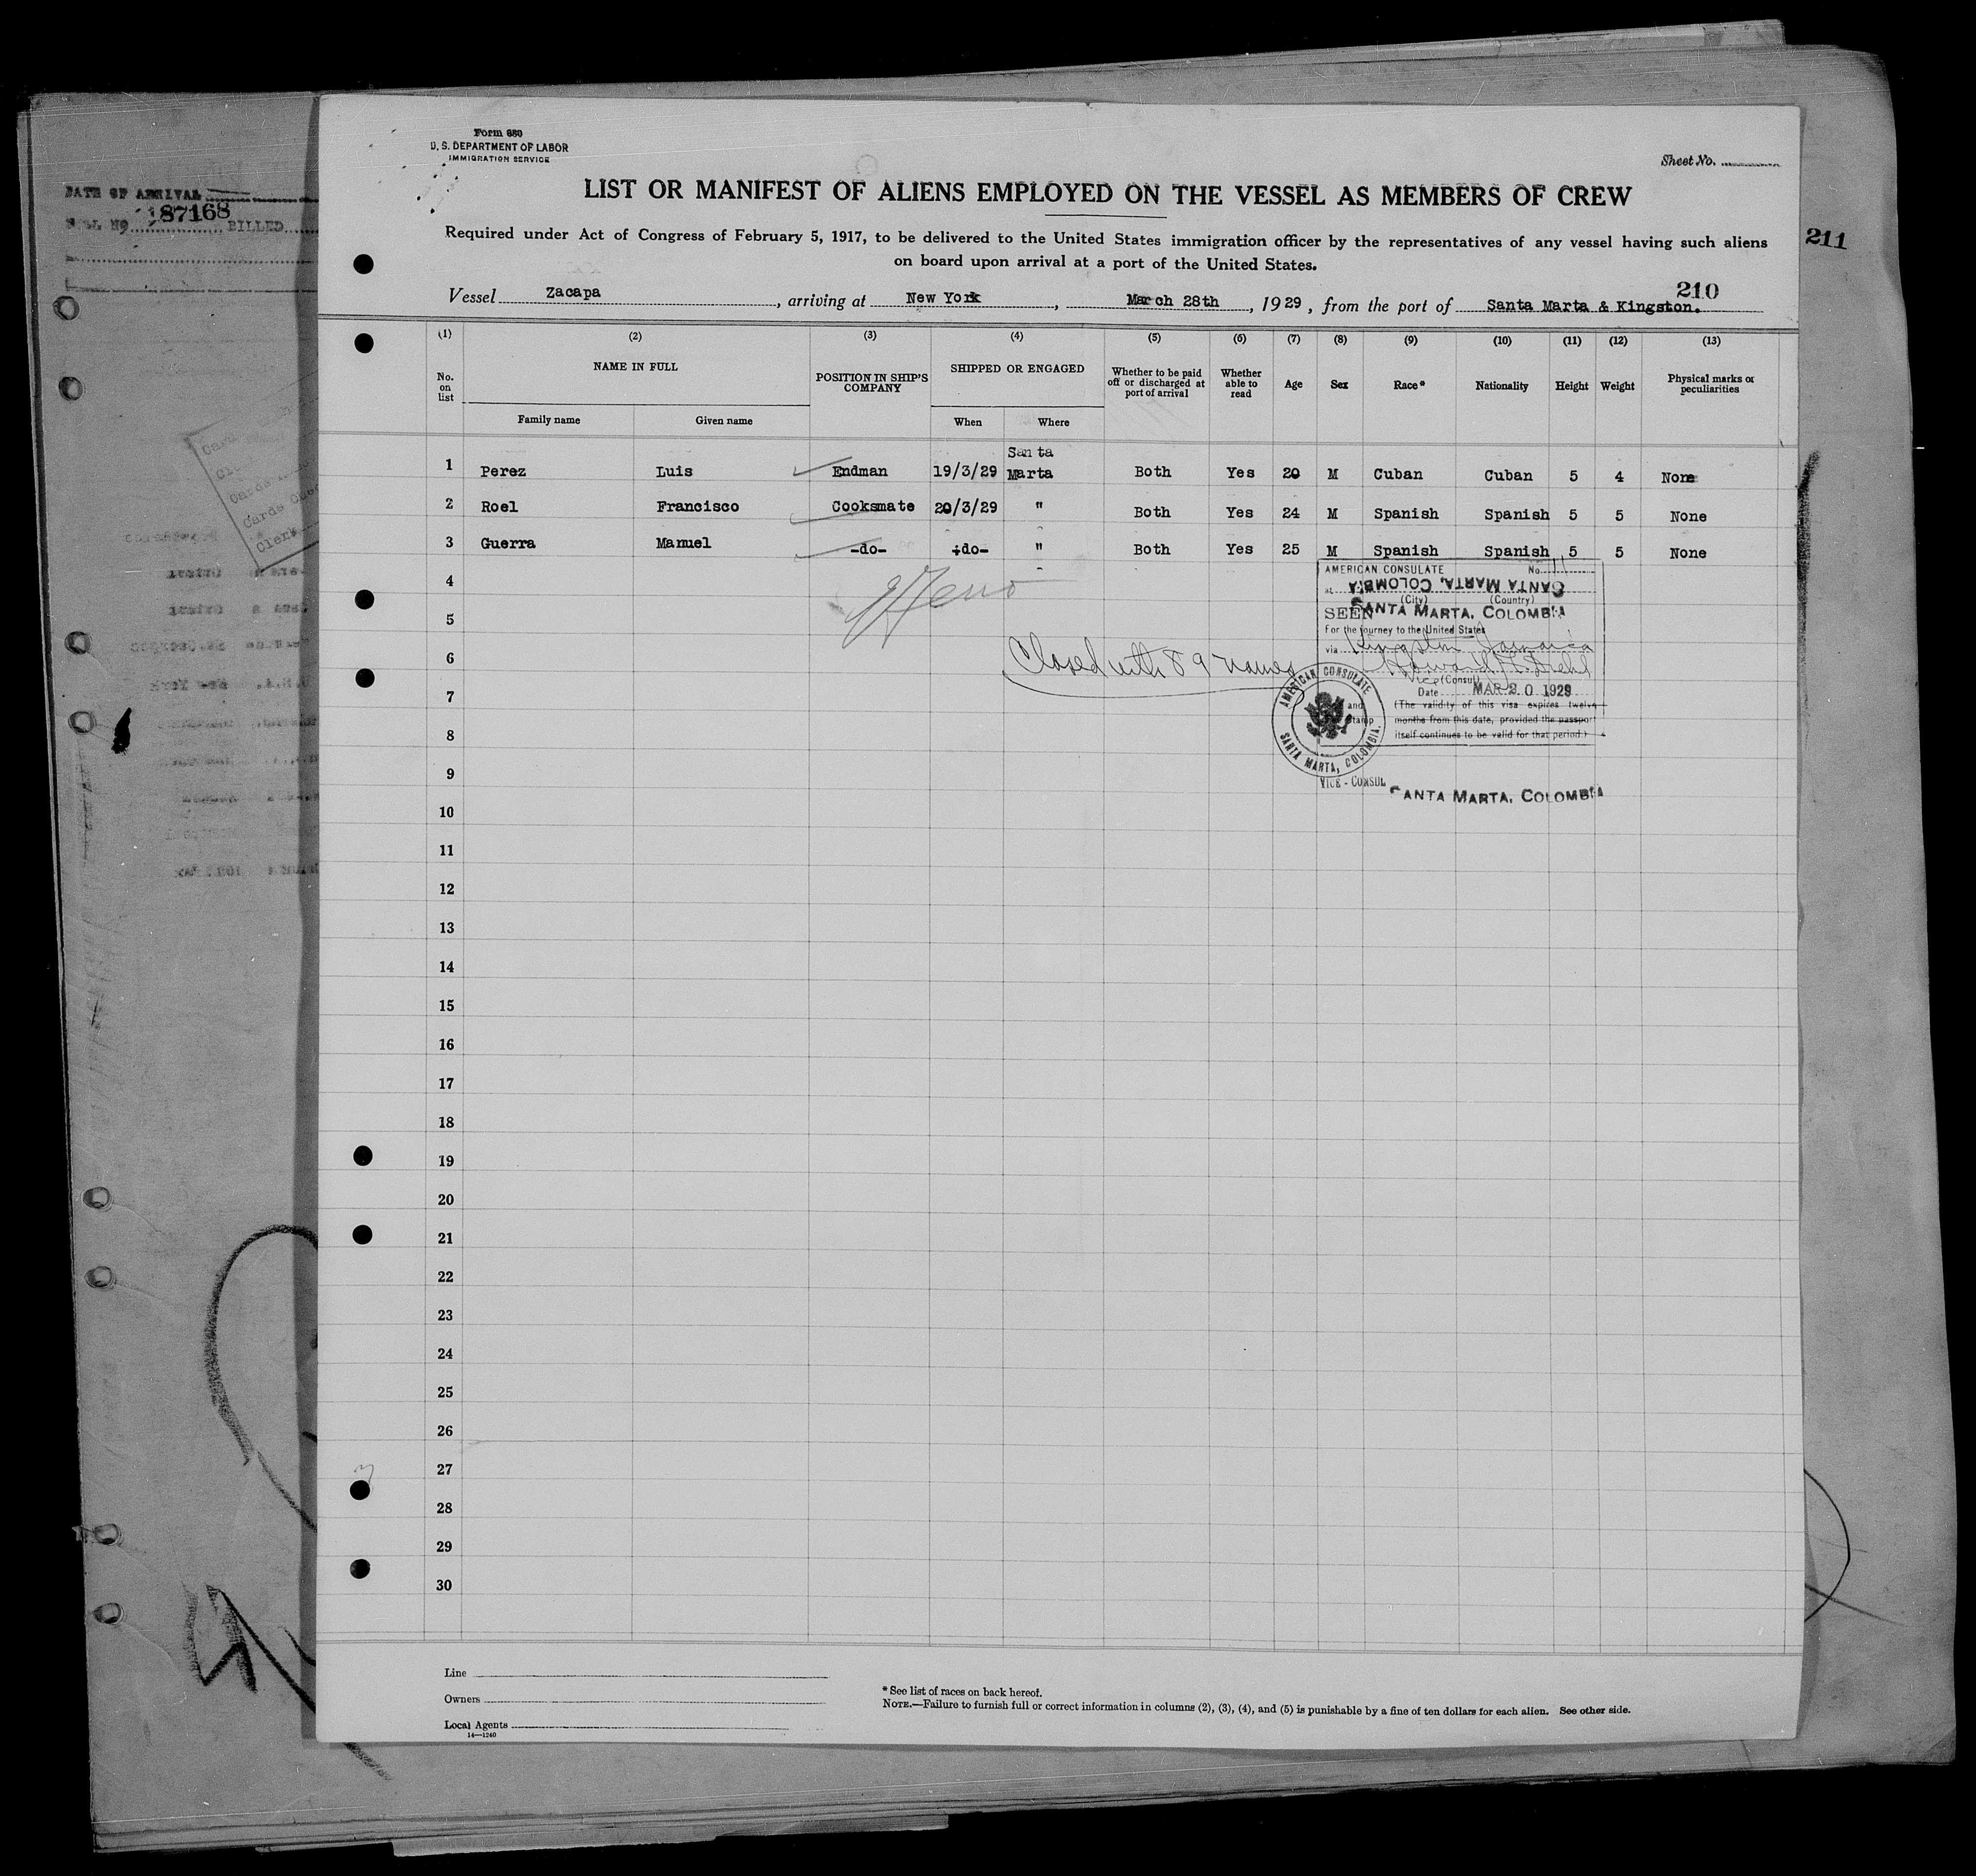 DATE OF ARRIVAL
87168
BILLED
211
Form 680
U. S. DEPARTMENT OF LABOR
IMMIGRATION SERVICE
Sheet No.
LIST OR MANIFEST OF ALIENS EMPLOYED ON THE VESSEL AS MEMBERS OF CREW
Required under Act of Congress of February 5, 1917, to be delivered to the United States immigration officer by the representatives of any vessel having such aliens
on board upon arrival at a port of the United States.
210
Vessel Zacapa, arriving at New York, March 28th, 1929, from the port of Santa Marta & Kingston.
(1) (2) (3) (4) (5) (6) (7) (8) (9) (10) (11) (12) (13)
No. on list NAME IN FULL POSITION IN SHIP'S COMPANY SHIPPED OR ENGAGED Whether to be paid off or discharged at port of arrival Whether able to read Age Sex Race* Nationality Height Weight Physical marks or peculiarities
Family name Given name When Where
1 Perez Luis Endman 19/3/29 Santa Marta Both Yes 20 M Cuban Cuban 5 4 None
2 Roel Francisco Cooksmate 20/3/29 " Both Yes 24 M Spanish Spanish 5 5 None
3 Guerra Manuel -do- -do- " Both Yes 25 M Spanish Spanish 5 5 None
4
5
6
7
8
9
10
11
12
13
14
15
16
17
18
19
20
21
22
23
24
25
26
27
28
29
30
Closed with 89 names
AMERICAN CONSULATE No. 11
at SANTA MARTA, COLOMBIA
(City) (Country)
SEEN SANTA MARTA, COLOMBIA
For the journey to the United States
via Kingston Jamaica
Vice (Consul)
Date MAR 20 1929
(The validity of this visa expires twelve
months from this date, provided the passport
itself continues to be valid for that period.)
AMERICAN CONSULATE
SANTA MARTA, COLOMBIA.
VICE - CONSUL
SANTA MARTA, COLOMBIA
Line
Owners
Local Agents
14—1240
* See list of races on back hereof.
NOTE.—Failure to furnish full or correct information in columns (2), (3), (4), and (5) is punishable by a fine of ten dollars for each alien. See other side.